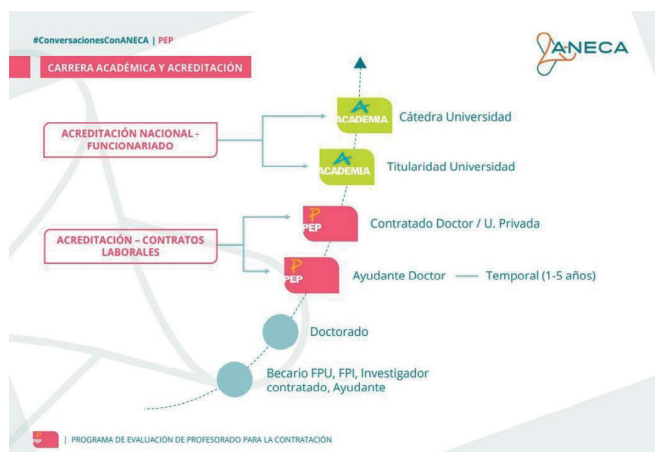 #ConversacionesConANECA | PEP
ANECA
CARRERA ACADÉMICA Y ACREDITACIÓN
ACREDITACIÓN NACIONAL -
FUNCIONARIADO
ACADEMIA
Cátedra Universidad
ACADEMIA
Titularidad Universidad
ACREDITACIÓN – CONTRATOS
LABORALES
PEP
Contratado Doctor / U. Privada
PEP
Ayudante Doctor — Temporal (1-5 años)
Doctorado
Becario FPU, FPI, Investigador
contratado, Ayudante
PEP | PROGRAMA DE EVALUACIÓN DE PROFESORADO PARA LA CONTRATACIÓN